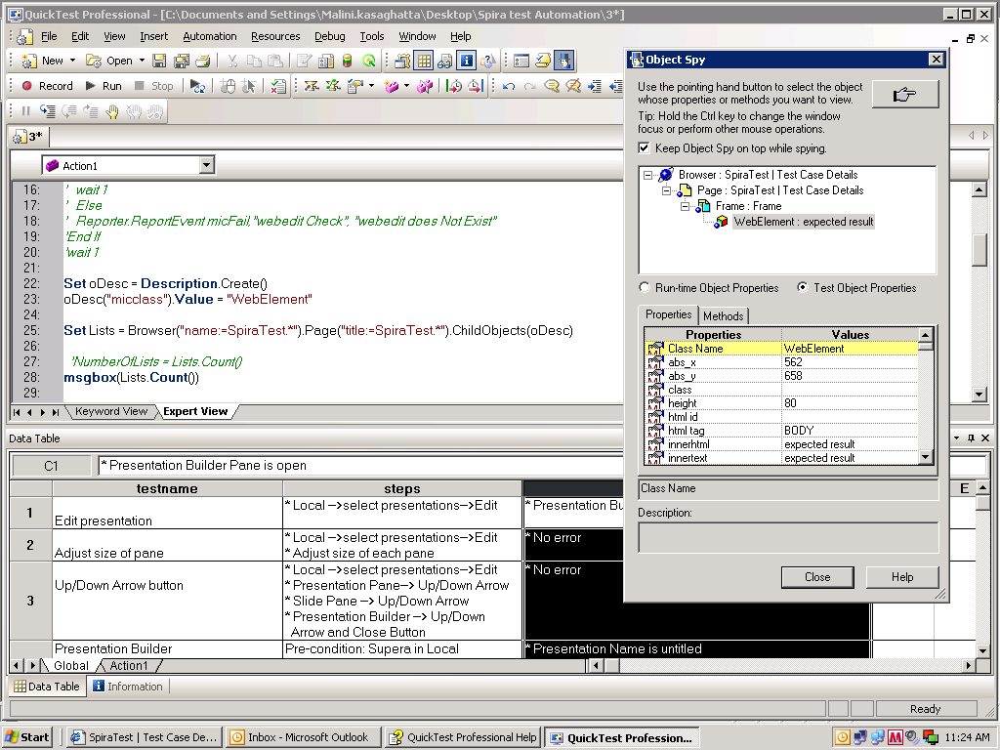 QuickTest Professional - [C:\Documents and Settings\Malini.kasaghatta\Desktop\Spira test Automation\3*]
File Edit View Insert Automation Resources Debug Tools Window Help
New Open
Record Run Stop
3*
Action1
16: ' wait 1
17: ' Else
18: ' Reporter.ReportEvent micFail,"webedit Check", "webedit does Not Exist"
19: 'End If
20: 'wait 1
21:
22: Set oDesc = Description.Create()
23: oDesc("micclass").Value = "WebElement"
24:
25: Set Lists = Browser("name:=SpiraTest.*").Page("title:=SpiraTest.*").ChildObjects(oDesc)
26:
27: 'NumberOfLists = Lists.Count()
28: msgbox(Lists.Count())
29:
Keyword View Expert View
Data Table
C1 * Presentation Builder Pane is open
testname steps E
1 Edit presentation * Local -->select presentations-->Edit * Presentation Bu
2 Adjust size of pane * Local -->select presentations-->Edit * No error
* Adjust size of each pane
3 Up/Down Arrow button * Local -->select presentations-->Edit * No error
* Presentation Pane--> Up/Down Arrow
* Slide Pane --> Up/Down Arrow
* Presentation Builder --> Up/Down
Arrow and Close Button
Presentation Builder Pre-condition: Supera in Local * Presentation Name is untitled
Global Action1
Data Table Information
Ready
Object Spy
Use the pointing hand button to select the object
whose properties or methods you want to view.
Tip: Hold the Ctrl key to change the window
focus or perform other mouse operations.
Keep Object Spy on top while spying.
Browser : SpiraTest | Test Case Details
Page : SpiraTest | Test Case Details
Frame : Frame
WebElement : expected result
Run-time Object Properties Test Object Properties
Properties Methods
Properties Values
Class Name WebElement
abs_x 562
abs_y 658
class
height 80
html id
html tag BODY
innerhtml expected result
innertext expected result
Class Name
Description:
Close Help
Start SpiraTest | Test Case De... Inbox - Microsoft Outlook QuickTest Professional Help QuickTest Profession... 11:24 AM